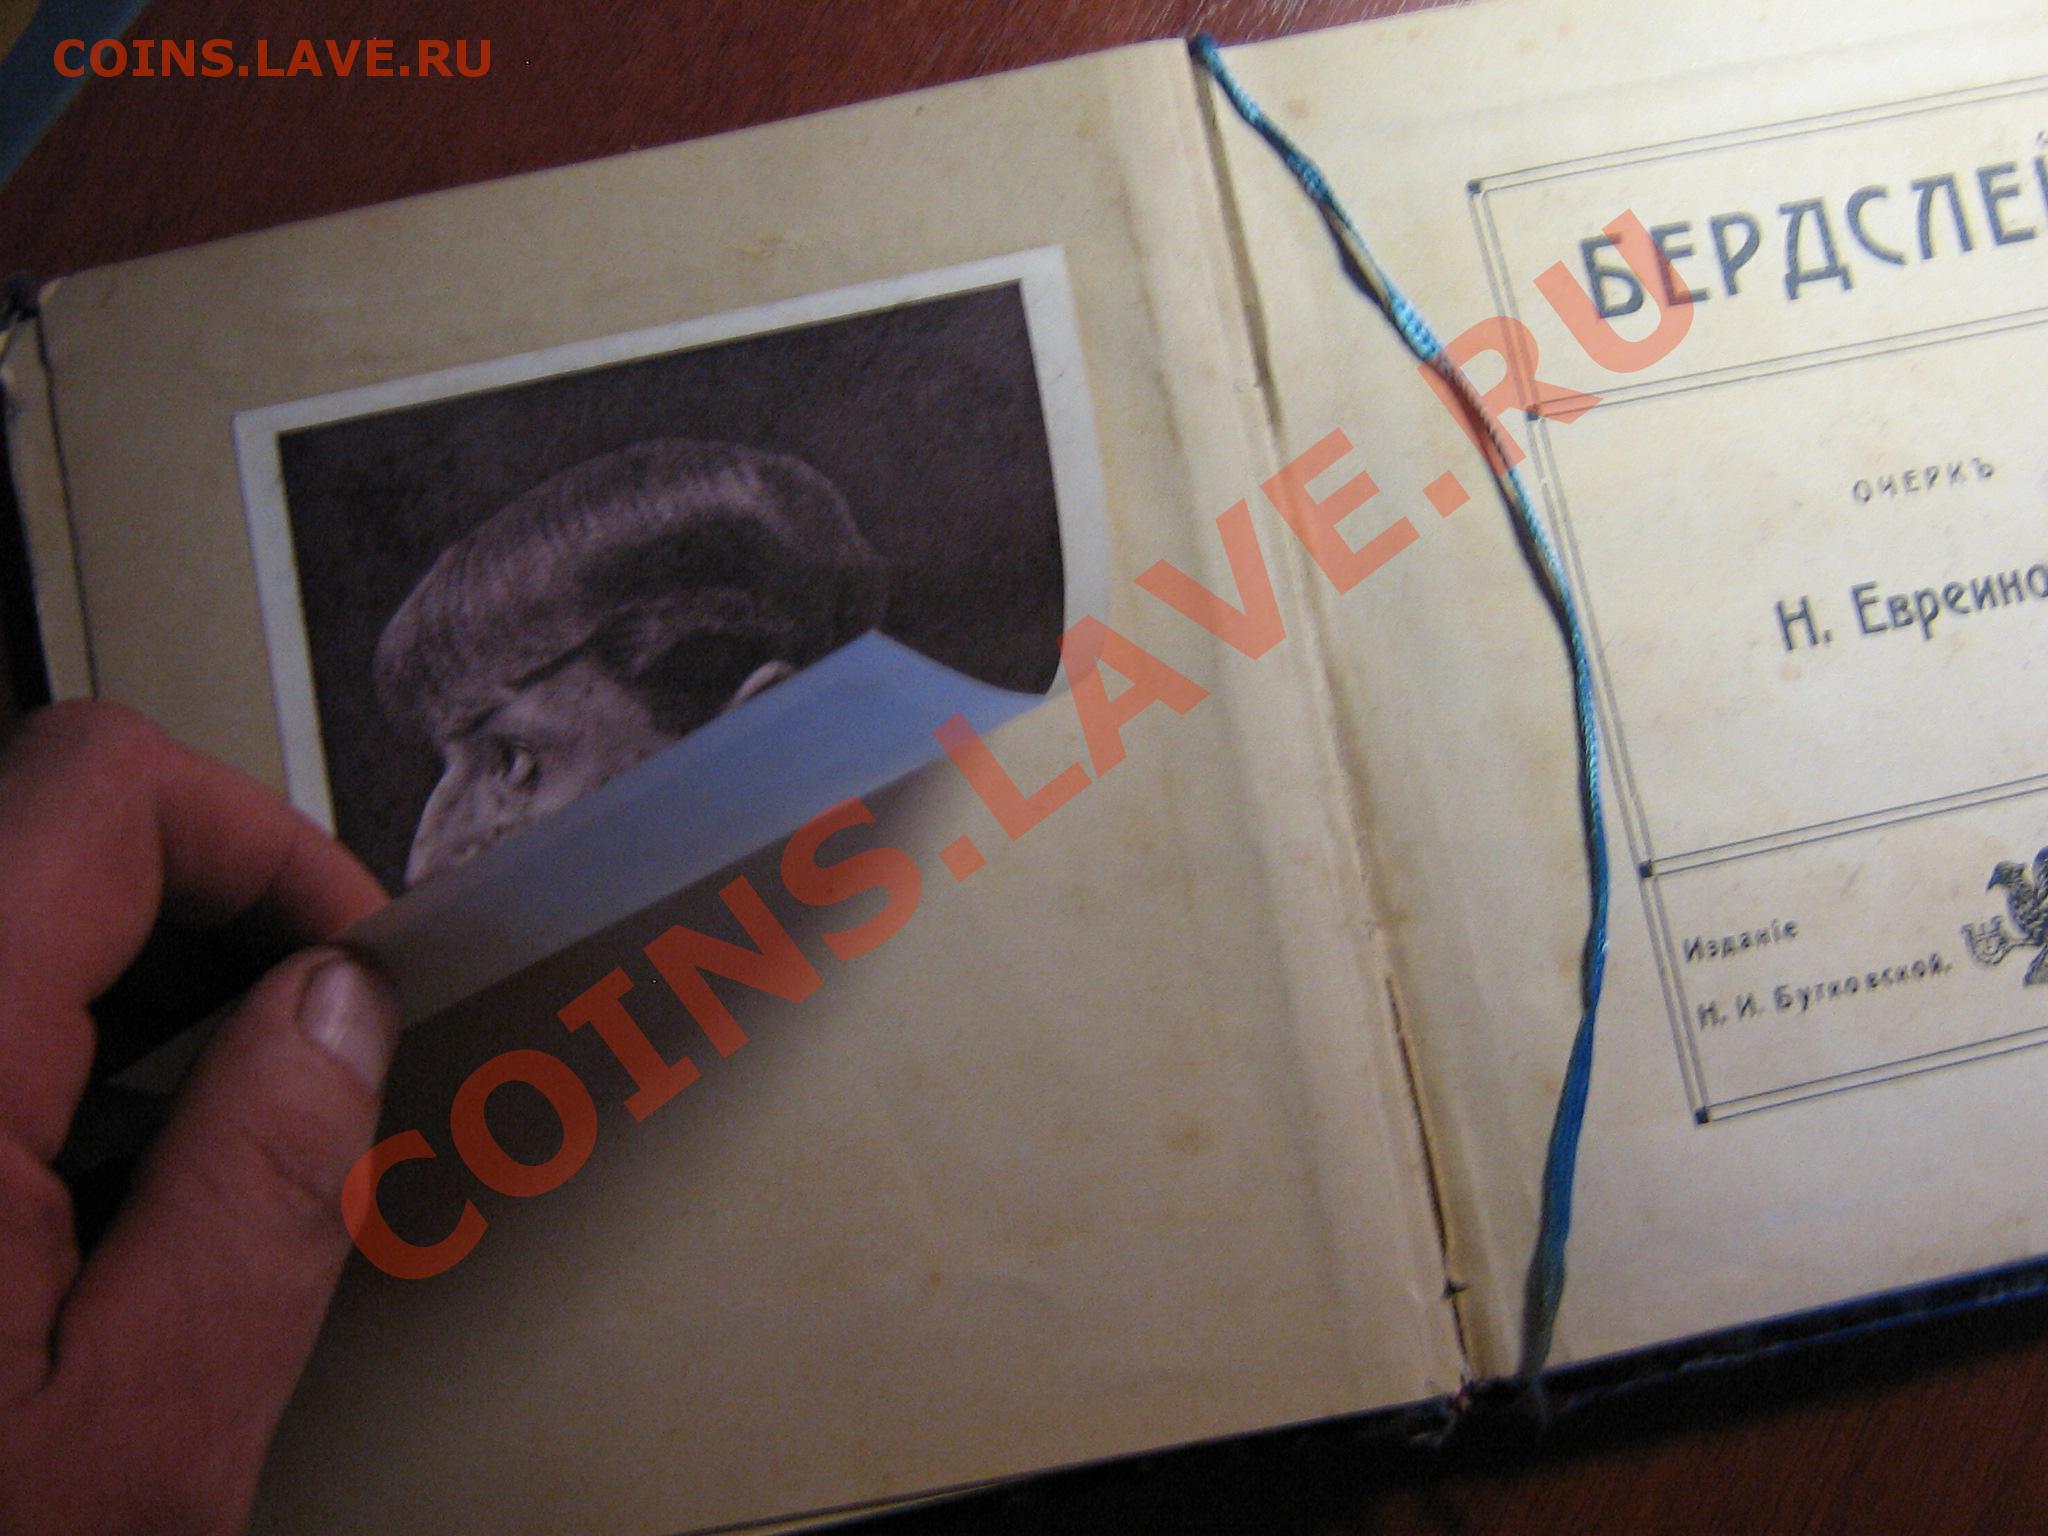 COINS.LAVE.RU
COINS.LAVE.RU
БЕРДСЛЕЙ
ОЧЕРКЪ
Н. Евреино
Изданіе
Н. И. Бутковской.